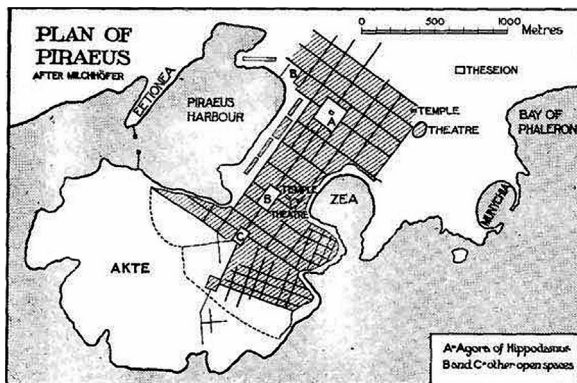 PLAN OF
PIRAEUS
AFTER MILCHHÖFER
0 500 1000
Metres
EETIONEA
PIRAEUS
HARBOUR
B
A
THESEION
TEMPLE
THEATRE
BAY OF
PHALERON
MUNYCHIA
ZEA
TEMPLE
B
THEATRE
C
AKTE
A=Agora of Hippodamus
B and C=other open spaces